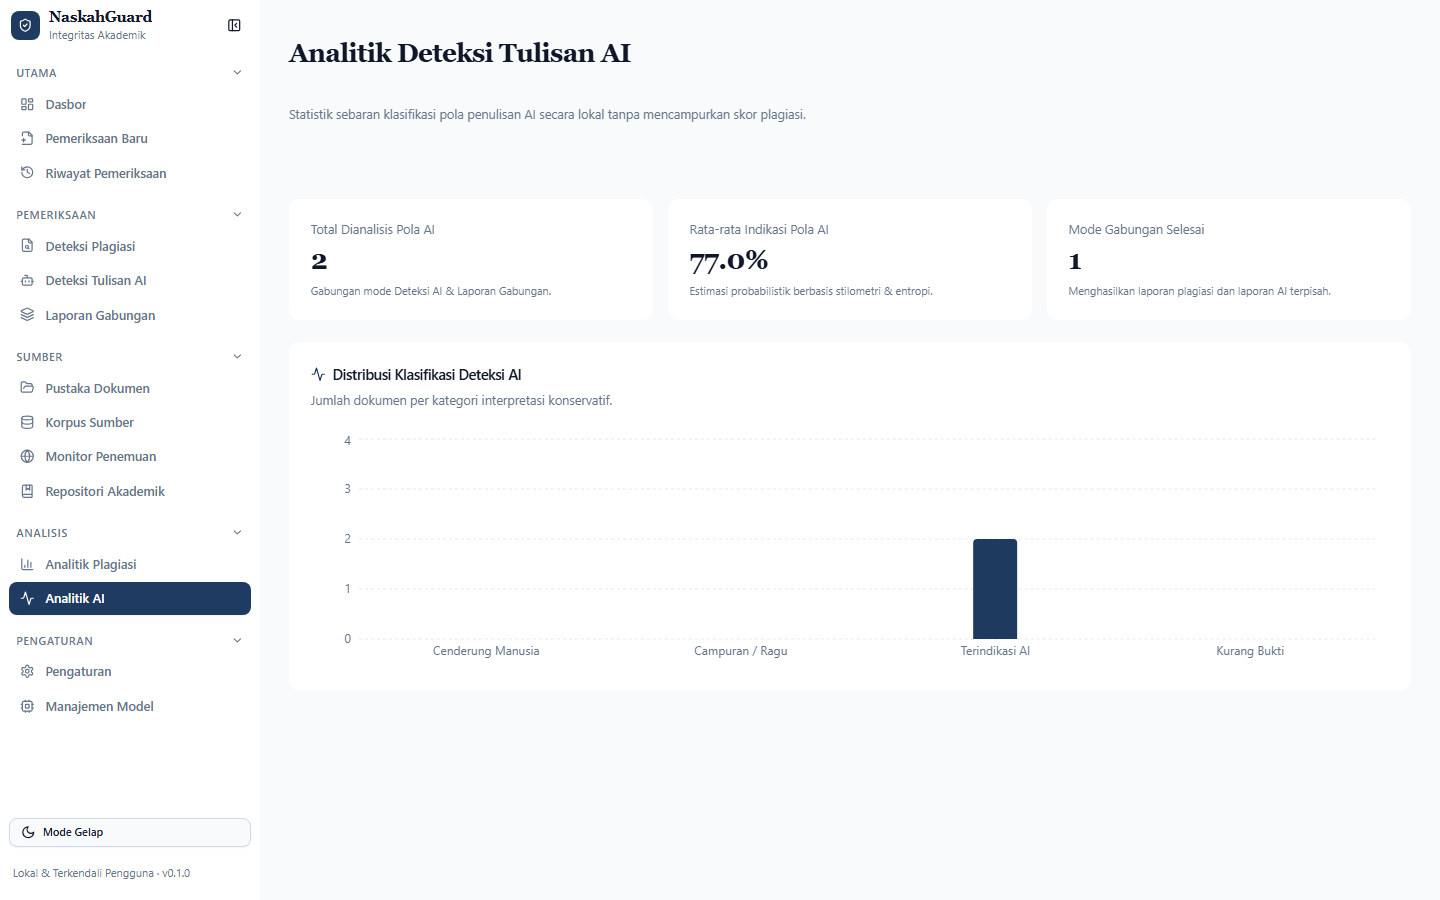 NaskahGuard
Integritas Akademik
UTAMA
Dasbor
Pemeriksaan Baru
Riwayat Pemeriksaan
PEMERIKSAAN
Deteksi Plagiasi
Deteksi Tulisan AI
Laporan Gabungan
SUMBER
Pustaka Dokumen
Korpus Sumber
Monitor Penemuan
Repositori Akademik
ANALISIS
Analitik Plagiasi
Analitik AI
PENGATURAN
Pengaturan
Manajemen Model
Mode Gelap
Lokal & Terkendali Pengguna · v0.1.0
Analitik Deteksi Tulisan AI
Statistik sebaran klasifikasi pola penulisan AI secara lokal tanpa mencampurkan skor plagiasi.
Total Dianalisis Pola AI
2
Gabungan mode Deteksi AI & Laporan Gabungan.
Rata-rata Indikasi Pola AI
77.0%
Estimasi probabilistik berbasis stilometri & entropi.
Mode Gabungan Selesai
1
Menghasilkan laporan plagiasi dan laporan AI terpisah.
Distribusi Klasifikasi Deteksi AI
Jumlah dokumen per kategori interpretasi konservatif.
4
3
2
1
0
Cenderung Manusia
Campuran / Ragu
Terindikasi AI
Kurang Bukti